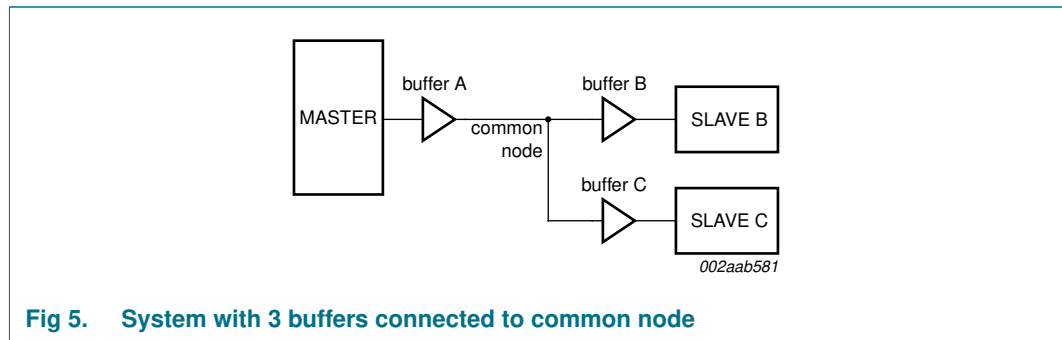 MASTER
buffer A
common
node
buffer B
SLAVE B
buffer C
SLAVE C
002aab581
Fig 5. System with 3 buffers connected to common node